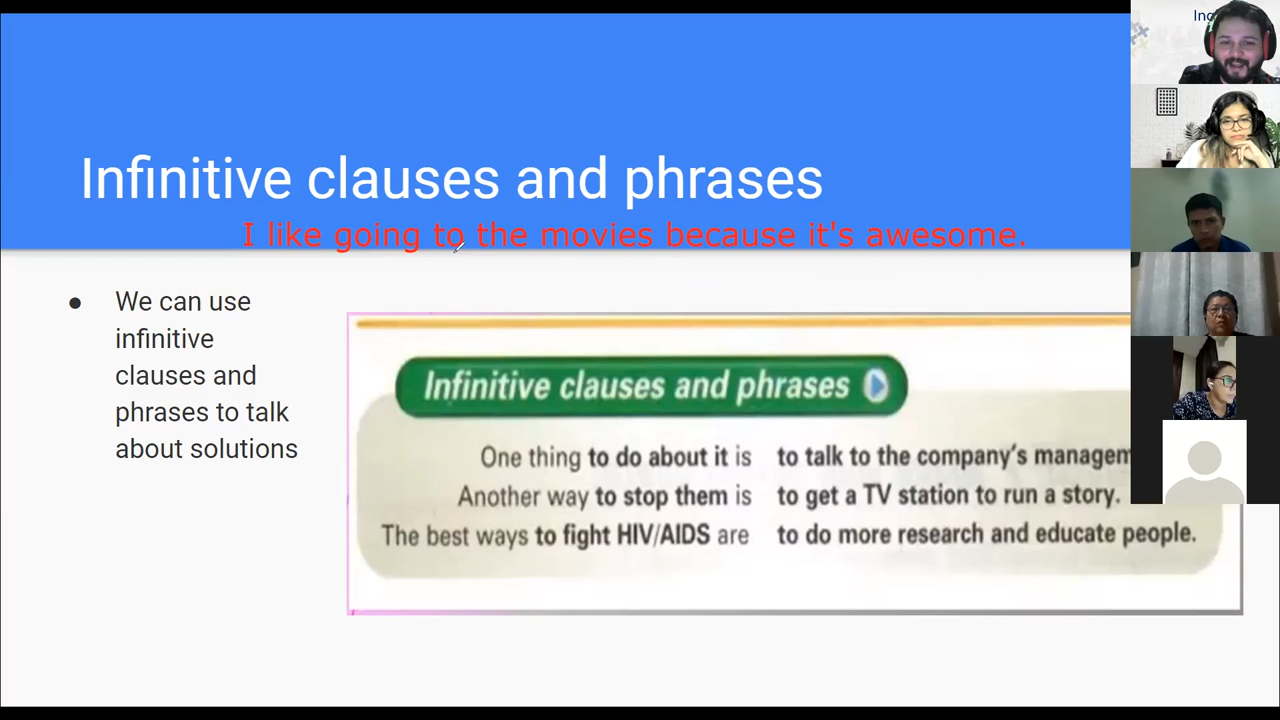 Infinitive clauses and phrases
I like going to the movies because it's awesome.
● We can use
infinitive
clauses and
phrases to talk
about solutions
Infinitive clauses and phrases
One thing to do about it is to talk to the company's managem
Another way to stop them is to get a TV station to run a story.
The best ways to fight HIV/AIDS are to do more research and educate people.